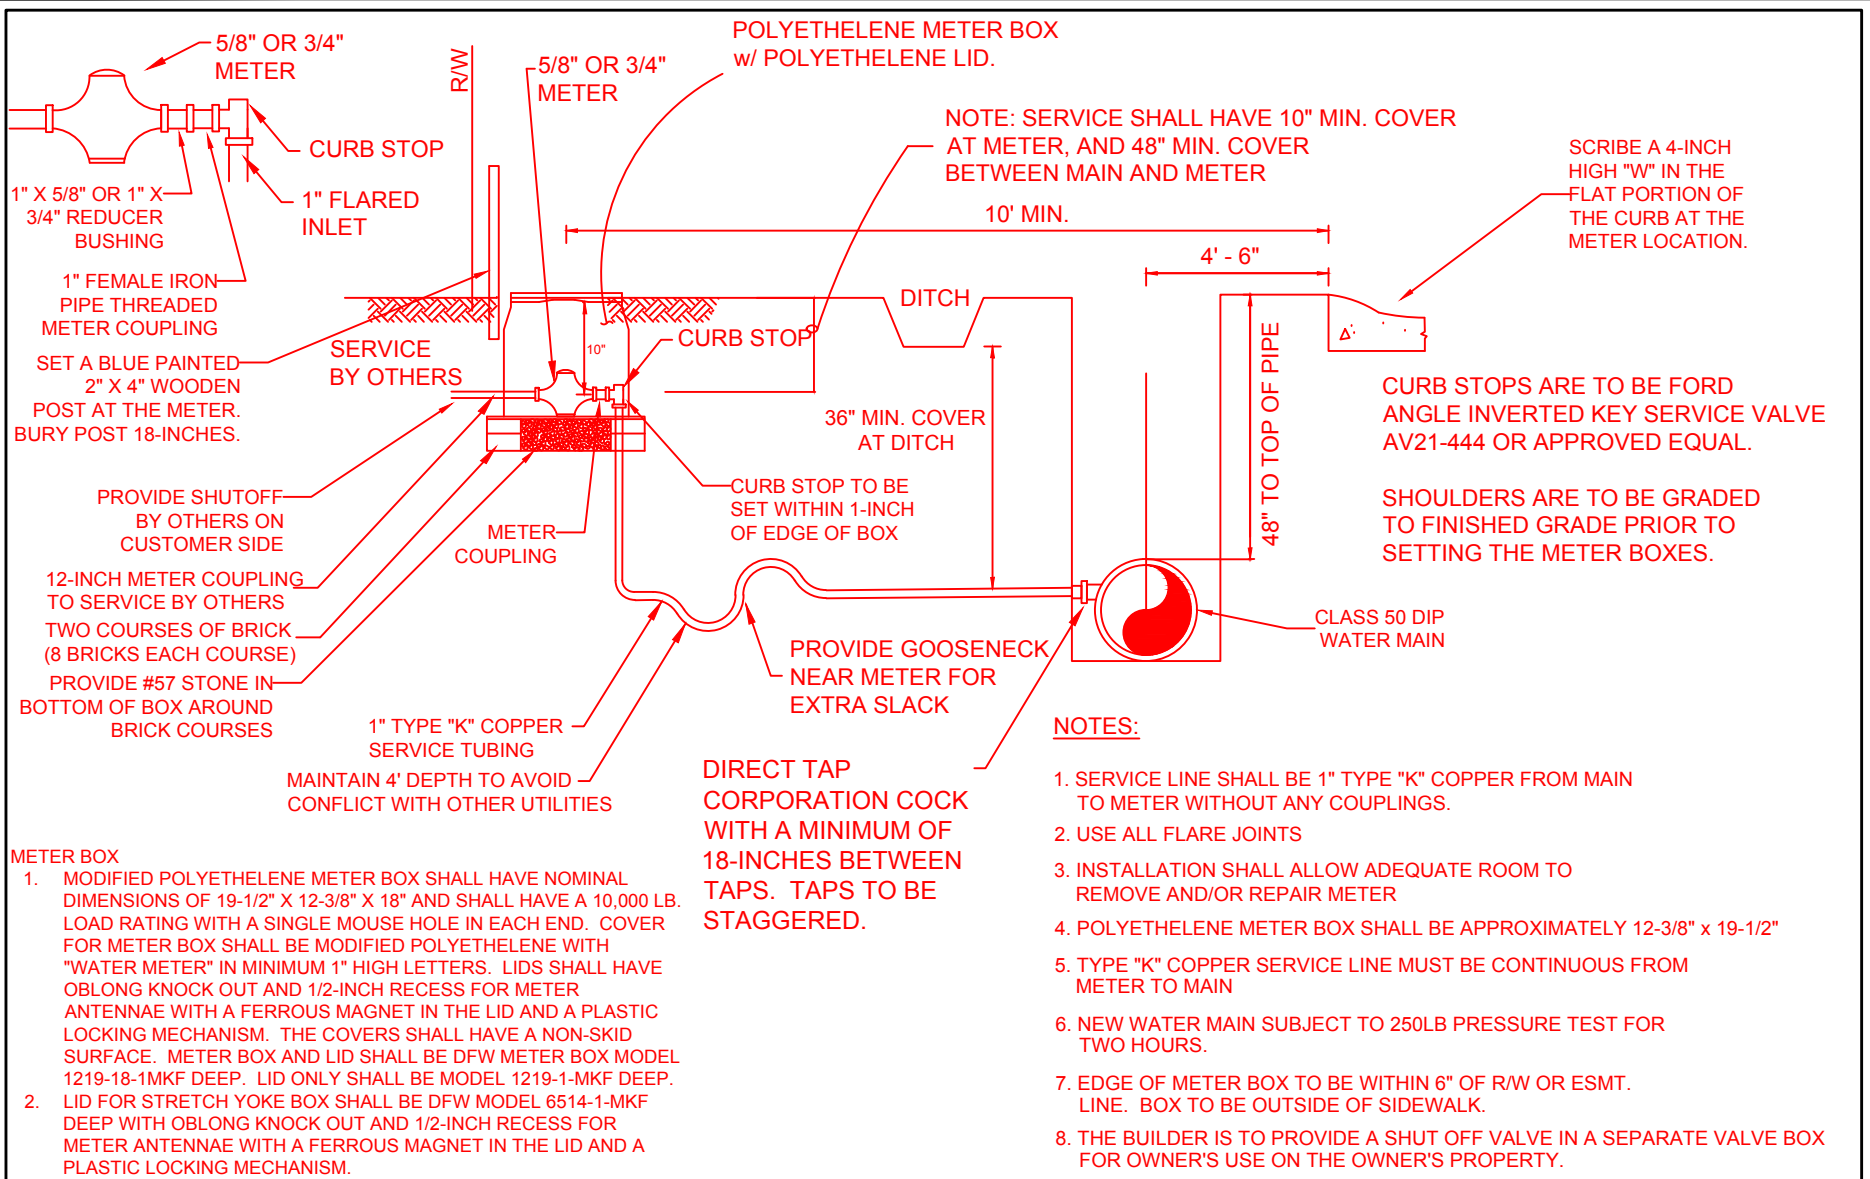 5/8" OR 3/4"
METER
CURB STOP
1" FLARED
INLET
1" X 5/8" OR 1" X
3/4" REDUCER
BUSHING
1" FEMALE IRON
PIPE THREADED
METER COUPLING
SET A BLUE PAINTED
2" X 4" WOODEN
POST AT THE METER.
BURY POST 18-INCHES.
PROVIDE SHUTOFF
BY OTHERS ON
CUSTOMER SIDE
12-INCH METER COUPLING
TO SERVICE BY OTHERS
TWO COURSES OF BRICK
(8 BRICKS EACH COURSE)
PROVIDE #57 STONE IN
BOTTOM OF BOX AROUND
BRICK COURSES
R/W
5/8" OR 3/4"
METER
POLYETHELENE METER BOX
w/ POLYETHELENE LID.
NOTE: SERVICE SHALL HAVE 10" MIN. COVER
AT METER, AND 48" MIN. COVER
BETWEEN MAIN AND METER
10' MIN.
4' - 6"
SCRIBE A 4-INCH
HIGH "W" IN THE
FLAT PORTION OF
THE CURB AT THE
METER LOCATION.
DITCH
SERVICE
BY OTHERS
10"
CURB STOP
36" MIN. COVER
AT DITCH
48" TO TOP OF PIPE
CURB STOPS ARE TO BE FORD
ANGLE INVERTED KEY SERVICE VALVE
AV21-444 OR APPROVED EQUAL.
SHOULDERS ARE TO BE GRADED
TO FINISHED GRADE PRIOR TO
SETTING THE METER BOXES.
METER
COUPLING
CURB STOP TO BE
SET WITHIN 1-INCH
OF EDGE OF BOX
CLASS 50 DIP
WATER MAIN
PROVIDE GOOSENECK
NEAR METER FOR
EXTRA SLACK
1" TYPE "K" COPPER
SERVICE TUBING
MAINTAIN 4' DEPTH TO AVOID
CONFLICT WITH OTHER UTILITIES
DIRECT TAP
CORPORATION COCK
WITH A MINIMUM OF
18-INCHES BETWEEN
TAPS. TAPS TO BE
STAGGERED.
METER BOX
1. MODIFIED POLYETHELENE METER BOX SHALL HAVE NOMINAL
DIMENSIONS OF 19-1/2" X 12-3/8" X 18" AND SHALL HAVE A 10,000 LB.
LOAD RATING WITH A SINGLE MOUSE HOLE IN EACH END. COVER
FOR METER BOX SHALL BE MODIFIED POLYETHELENE WITH
"WATER METER" IN MINIMUM 1" HIGH LETTERS. LIDS SHALL HAVE
OBLONG KNOCK OUT AND 1/2-INCH RECESS FOR METER
ANTENNAE WITH A FERROUS MAGNET IN THE LID AND A PLASTIC
LOCKING MECHANISM. THE COVERS SHALL HAVE A NON-SKID
SURFACE. METER BOX AND LID SHALL BE DFW METER BOX MODEL
1219-18-1MKF DEEP. LID ONLY SHALL BE MODEL 1219-1-MKF DEEP.
2. LID FOR STRETCH YOKE BOX SHALL BE DFW MODEL 6514-1-MKF
DEEP WITH OBLONG KNOCK OUT AND 1/2-INCH RECESS FOR
METER ANTENNAE WITH A FERROUS MAGNET IN THE LID AND A
PLASTIC LOCKING MECHANISM.
NOTES:
1. SERVICE LINE SHALL BE 1" TYPE "K" COPPER FROM MAIN
TO METER WITHOUT ANY COUPLINGS.
2. USE ALL FLARE JOINTS
3. INSTALLATION SHALL ALLOW ADEQUATE ROOM TO
REMOVE AND/OR REPAIR METER
4. POLYETHELENE METER BOX SHALL BE APPROXIMATELY 12-3/8" x 19-1/2"
5. TYPE "K" COPPER SERVICE LINE MUST BE CONTINUOUS FROM
METER TO MAIN
6. NEW WATER MAIN SUBJECT TO 250LB PRESSURE TEST FOR
TWO HOURS.
7. EDGE OF METER BOX TO BE WITHIN 6" OF R/W OR ESMT.
LINE. BOX TO BE OUTSIDE OF SIDEWALK.
8. THE BUILDER IS TO PROVIDE A SHUT OFF VALVE IN A SEPARATE VALVE BOX
FOR OWNER'S USE ON THE OWNER'S PROPERTY.